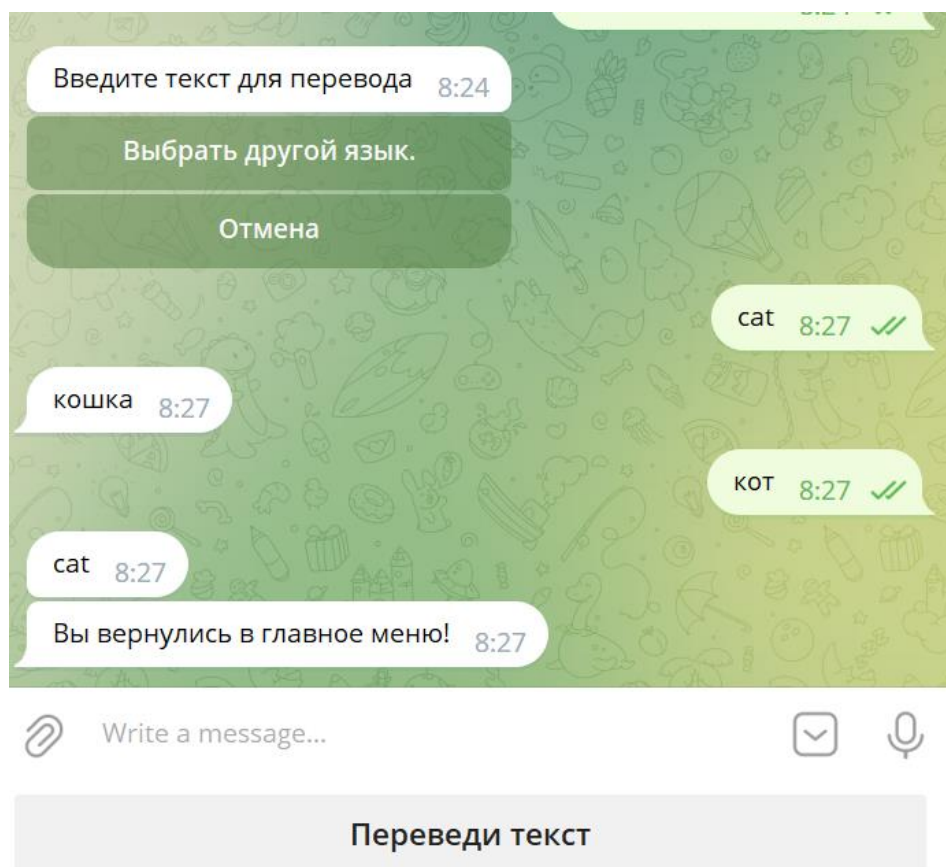 Введите текст для перевода 8:24
Выбрать другой язык.
Отмена
cat 8:27
кошка 8:27
кот 8:27
cat 8:27
Вы вернулись в главное меню! 8:27
Write a message...
Переведи текст